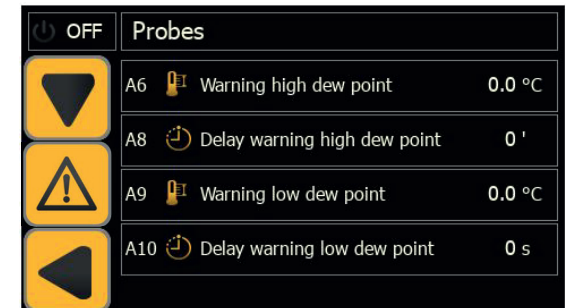 OFF Probes
A6 Warning high dew point 0.0 °C
A8 Delay warning high dew point 0 '
A9 Warning low dew point 0.0 °C
A10 Delay warning low dew point 0 s